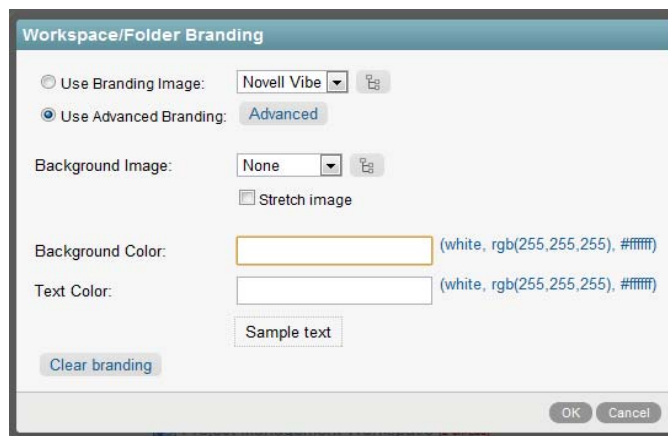 Workspace/Folder Branding
Use Branding Image: Novell Vibe
Use Advanced Branding: Advanced
Background Image: None
Stretch image
Background Color: (white, rgb(255,255,255), #ffffff)
Text Color: (white, rgb(255,255,255), #ffffff)
Sample text
Clear branding
OK Cancel